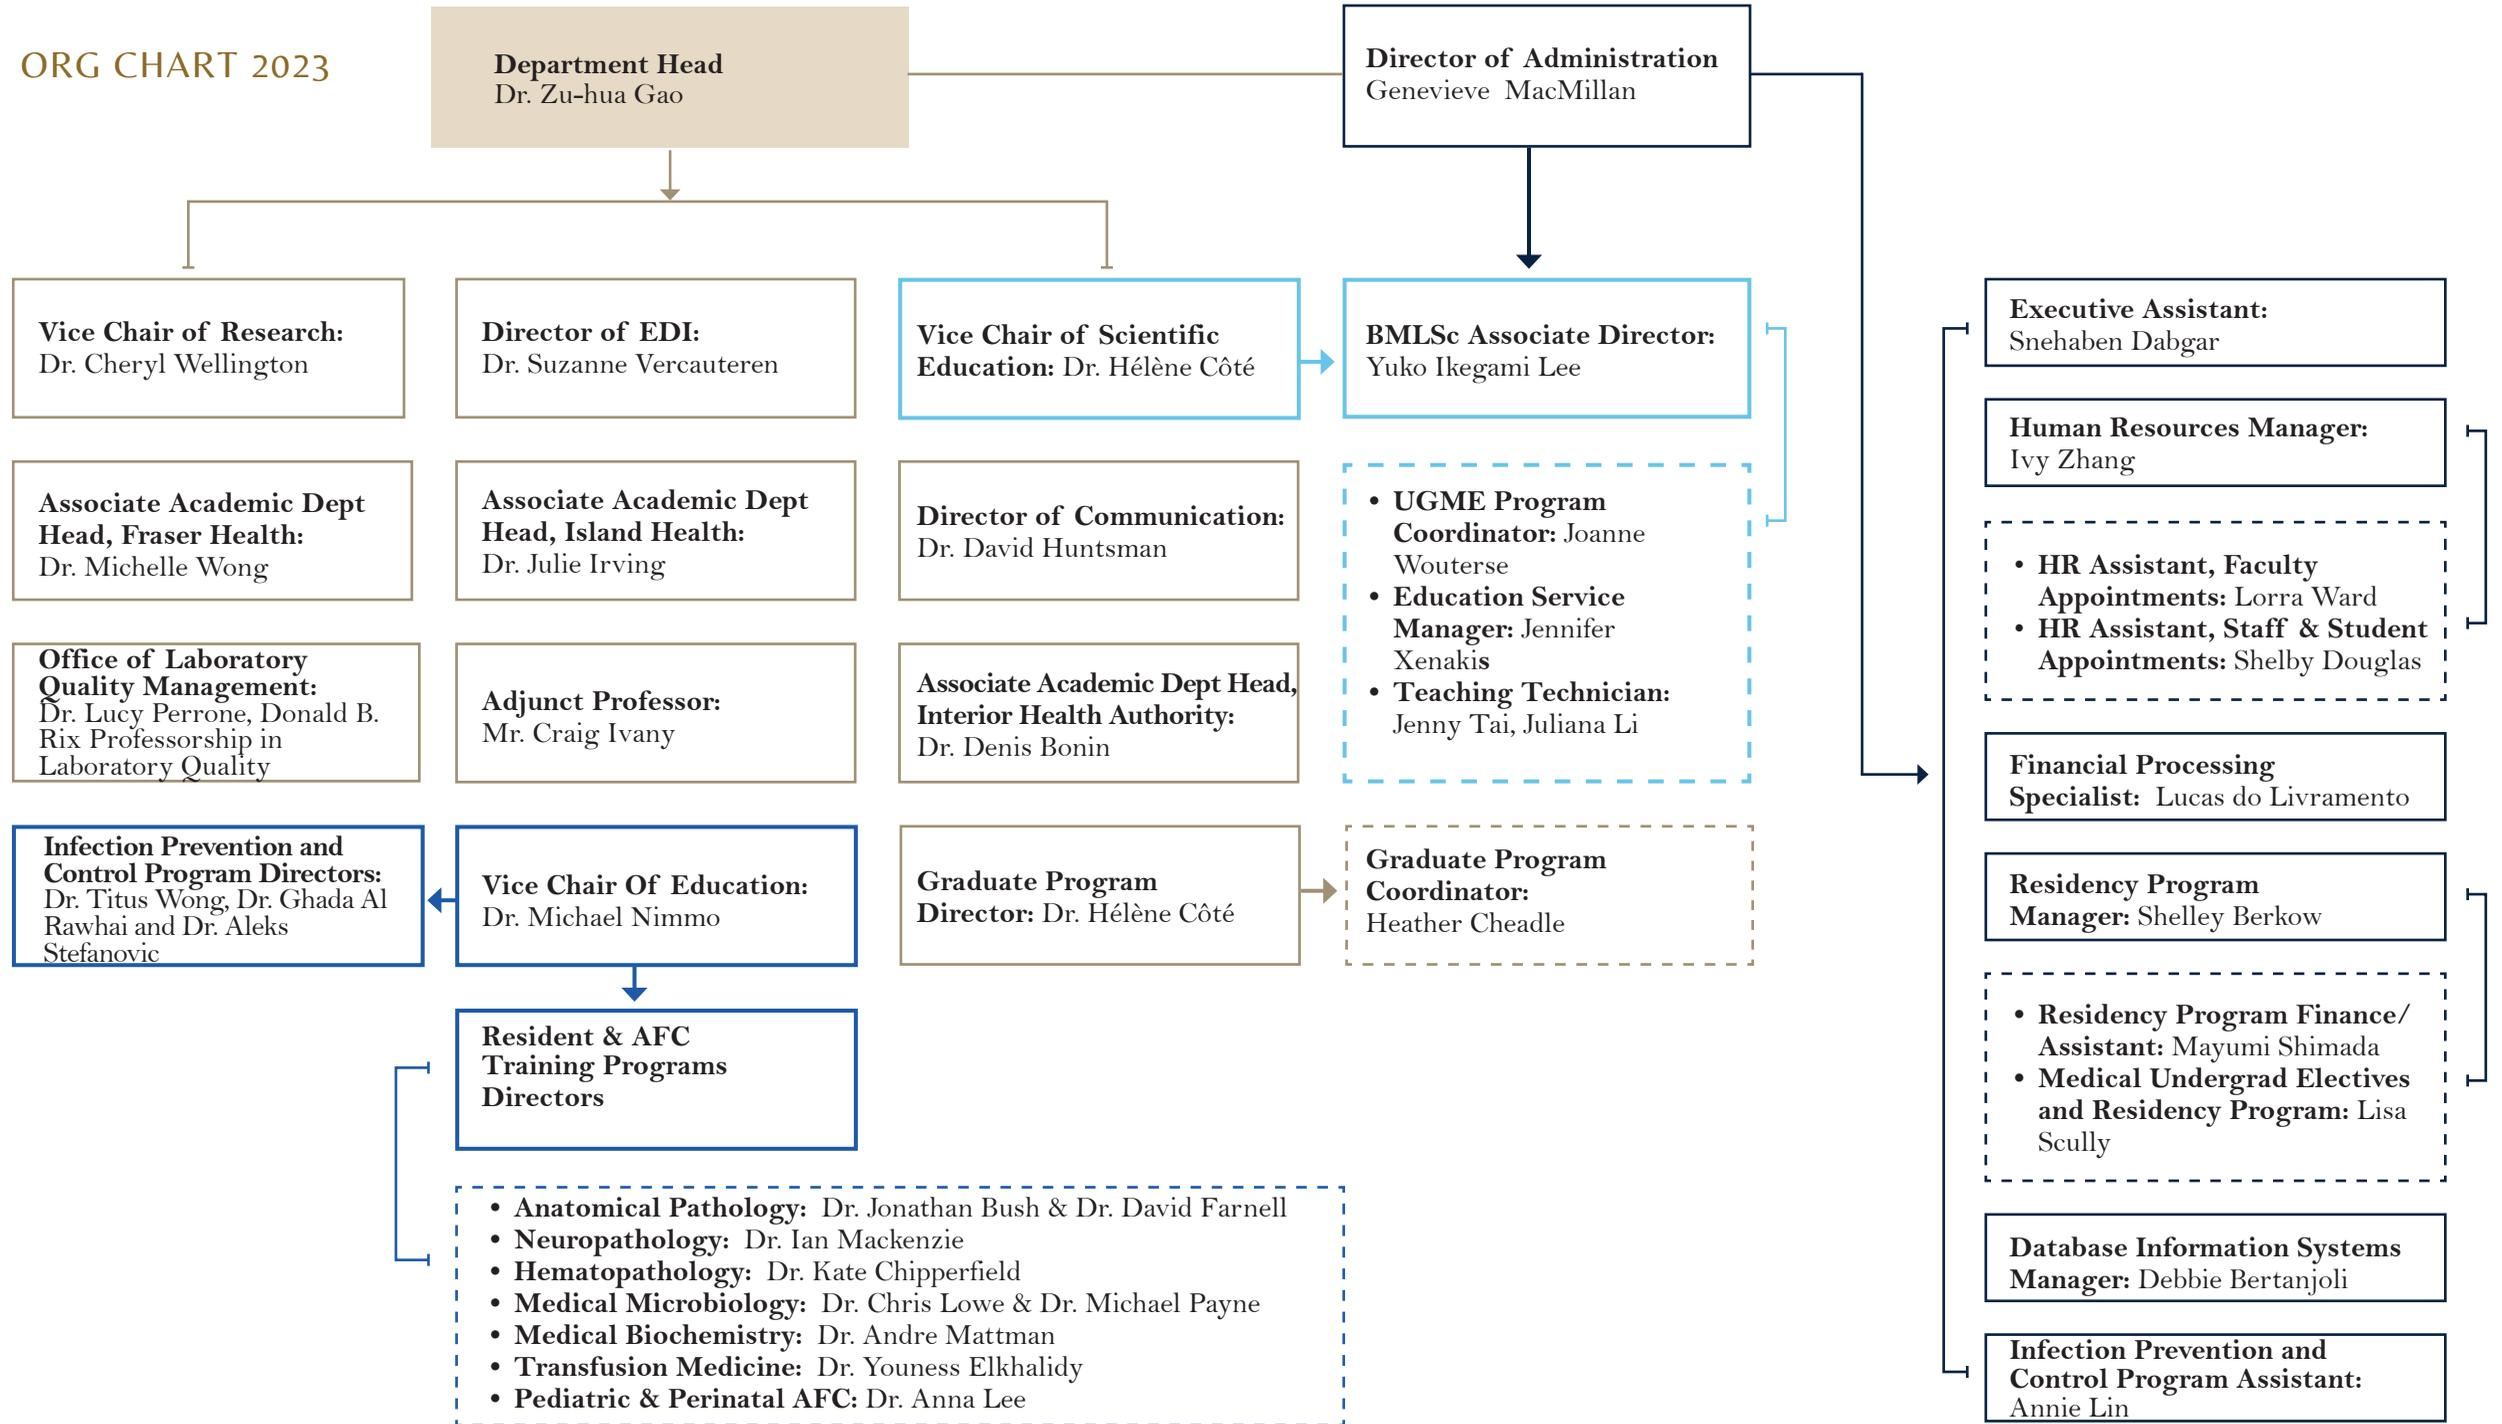 ORG CHART 2023
Department Head
Dr. Zu-hua Gao
Director of Administration
Genevieve MacMillan
Vice Chair of Research:
Dr. Cheryl Wellington
Director of EDI:
Dr. Suzanne Vercauteren
Vice Chair of Scientific
Education: Dr. Hélène Côté
BMLSc Associate Director:
Yuko Ikegami Lee
Associate Academic Dept
Head, Fraser Health:
Dr. Michelle Wong
Associate Academic Dept
Head, Island Health:
Dr. Julie Irving
Director of Communication:
Dr. David Huntsman
• UGME Program
Coordinator: Joanne
Wouterse
• Education Service
Manager: Jennifer
Xenakis
• Teaching Technician:
Jenny Tai, Juliana Li
Office of Laboratory
Quality Management:
Dr. Lucy Perrone, Donald B.
Rix Professorship in
Laboratory Quality
Adjunct Professor:
Mr. Craig Ivany
Associate Academic Dept Head,
Interior Health Authority:
Dr. Denis Bonin
Infection Prevention and
Control Program Directors:
Dr. Titus Wong, Dr. Ghada Al
Rawhai and Dr. Aleks
Stefanovic
Vice Chair Of Education:
Dr. Michael Nimmo
Graduate Program
Director: Dr. Hélène Côté
Graduate Program
Coordinator:
Heather Cheadle
Resident & AFC
Training Programs
Directors
• Anatomical Pathology: Dr. Jonathan Bush & Dr. David Farnell
• Neuropathology: Dr. Ian Mackenzie
• Hematopathology: Dr. Kate Chipperfield
• Medical Microbiology: Dr. Chris Lowe & Dr. Michael Payne
• Medical Biochemistry: Dr. Andre Mattman
• Transfusion Medicine: Dr. Youness Elkhalidy
• Pediatric & Perinatal AFC: Dr. Anna Lee
Executive Assistant:
Snehaben Dabgar
Human Resources Manager:
Ivy Zhang
• HR Assistant, Faculty
Appointments: Lorra Ward
• HR Assistant, Staff & Student
Appointments: Shelby Douglas
Financial Processing
Specialist: Lucas do Livramento
Residency Program
Manager: Shelley Berkow
• Residency Program Finance/
Assistant: Mayumi Shimada
• Medical Undergrad Electives
and Residency Program: Lisa
Scully
Database Information Systems
Manager: Debbie Bertanjoli
Infection Prevention and
Control Program Assistant:
Annie Lin